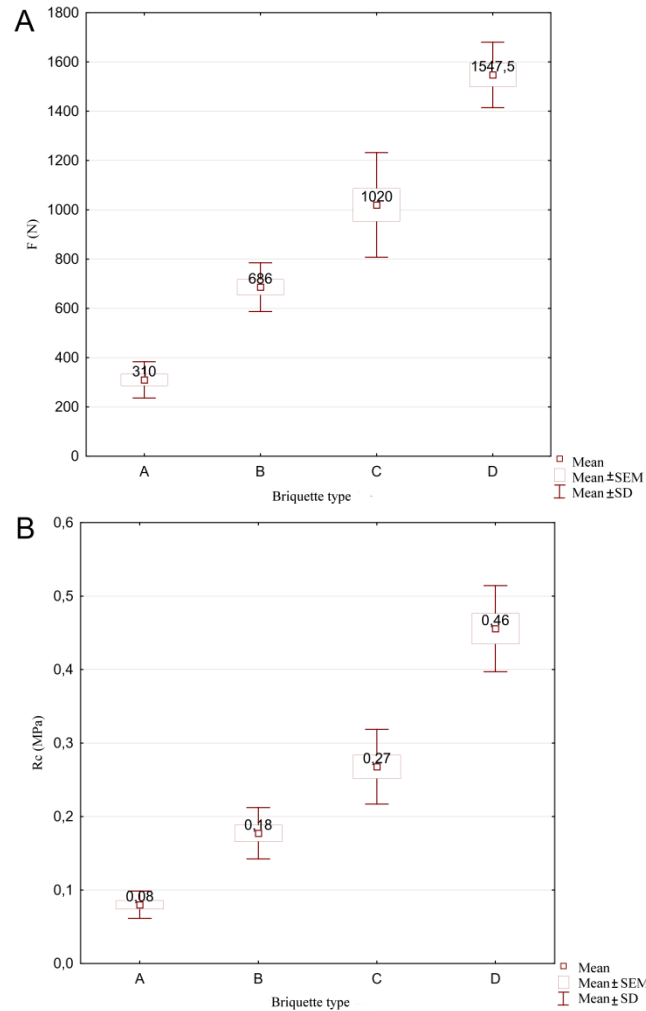 A
1800
1600
1400
1200
1000
800
600
400
200
0
F (N)
1547,5
1020
686
310
A B C D
Briquette type
Mean
Mean ±SEM
Mean ±SD
B
0,6
0,5
0,4
0,3
0,2
0,1
0,0
Rc (MPa)
0,46
0,27
0,18
0,08
A B C D
Briquette type
Mean
Mean ± SEM
Mean ± SD